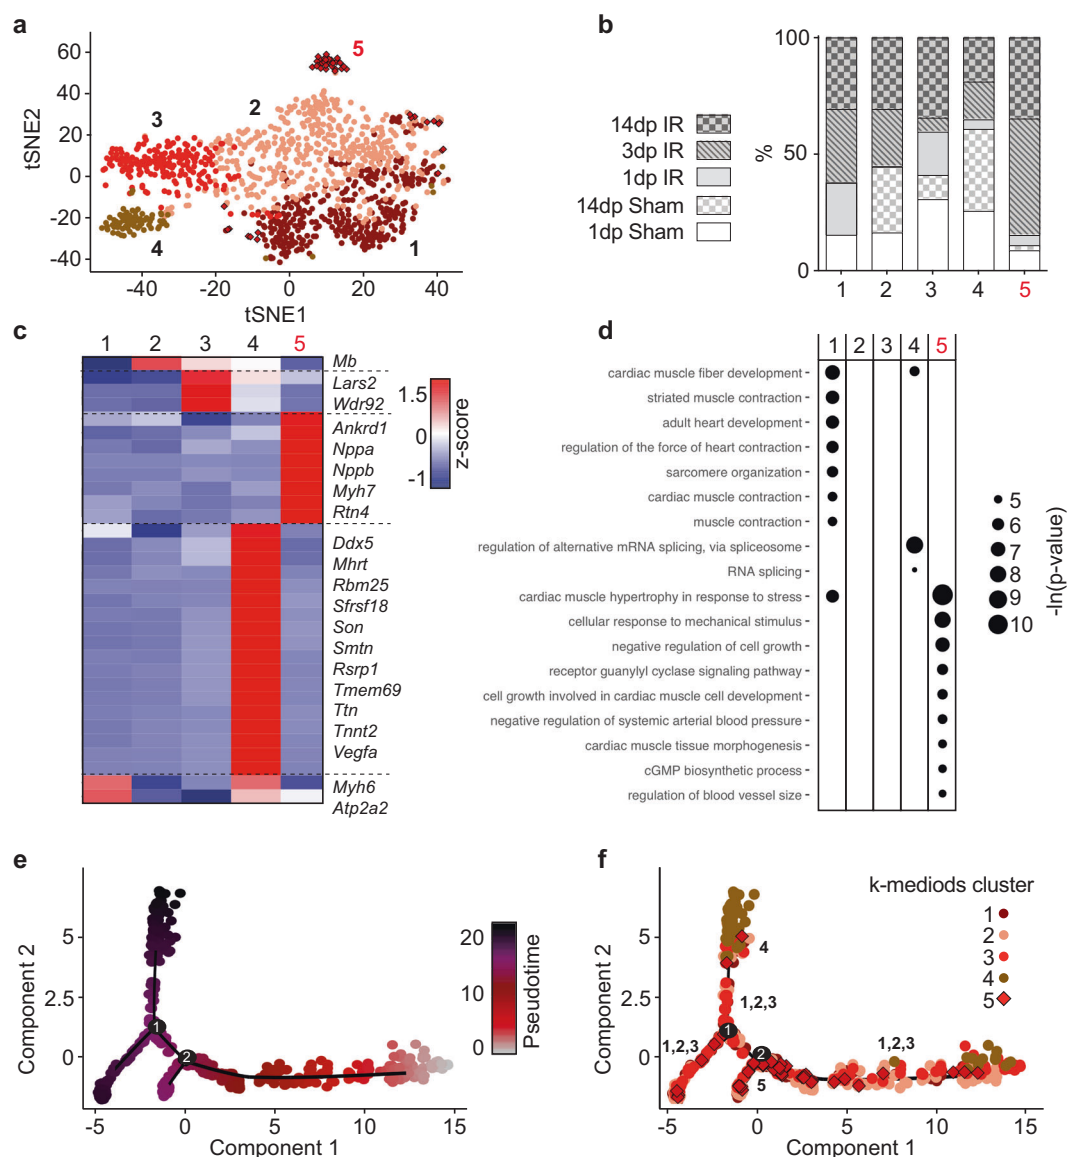 a
tSNE2
60
40
20
0
-20
-40
-40
-20
0
20
40
tSNE1
1
2
3
4
5
b
14dp IR
3dp IR
1dp IR
14dp Sham
1dp Sham
%
100
50
0
1 2 3 4 5
c
1 2 3 4 5
Mb
Lars2
Wdr92
Ankrd1
Nppa
Nppb
Myh7
Rtn4
Ddx5
Mhrt
Rbm25
Sfrsf18
Son
Smtn
Rsrp1
Tmem69
Ttn
Tnnt2
Vegfa
Myh6
Atp2a2
1.5
0
-1
z-score
d
1 2 3 4 5
cardiac muscle fiber development
striated muscle contraction
adult heart development
regulation of the force of heart contraction
sarcomere organization
cardiac muscle contraction
muscle contraction
regulation of alternative mRNA splicing, via spliceosome
RNA splicing
cardiac muscle hypertrophy in response to stress
cellular response to mechanical stimulus
negative regulation of cell growth
receptor guanylyl cyclase signaling pathway
cell growth involved in cardiac muscle cell development
negative regulation of systemic arterial blood pressure
cardiac muscle tissue morphogenesis
cGMP biosynthetic process
regulation of blood vessel size
5
6
7
8
9
10
-ln(p-value)
e
Component 2
5
2.5
0
-5 0 5 10 15
Component 1
1
2
20
10
0
Pseudotime
f
Component 2
5
2.5
0
-5 0 5 10 15
Component 1
k-mediods cluster
1
2
3
4
5
4
1,2,3
1
1,2,3
2
1,2,3
5